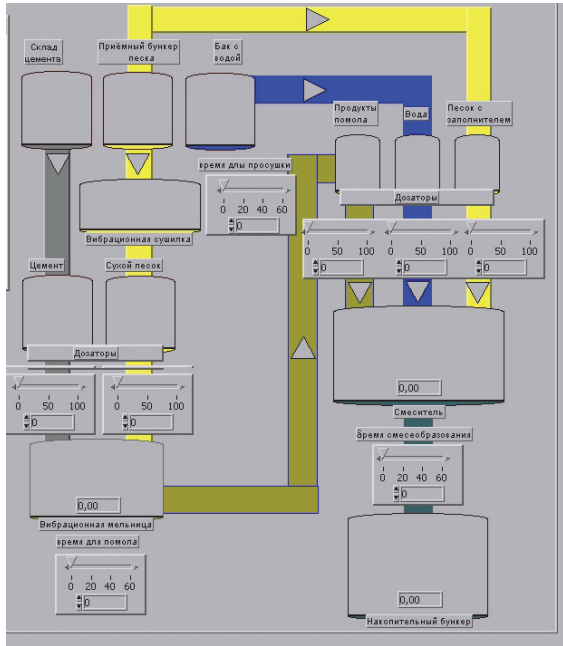 Склад
цемента
Приёмный бункер
песка
Бак с
водой
Продукты
помола
Вода
Песок с
заполнителем
время длы просушки
0 20 40 60
0
Дозаторы
Вибрационная сушилка
0 50 100
0
0 50 100
0
0 50 100
0
Цемент
Сухой песок
Дозаторы
0 50 100
0
0 50 100
0
0,00
Смеситель
Время смесеобразования
0 20 40 60
0
0,00
Вибрационная мельница
время для помола
0 20 40 60
0
0,00
Накопительный бункер